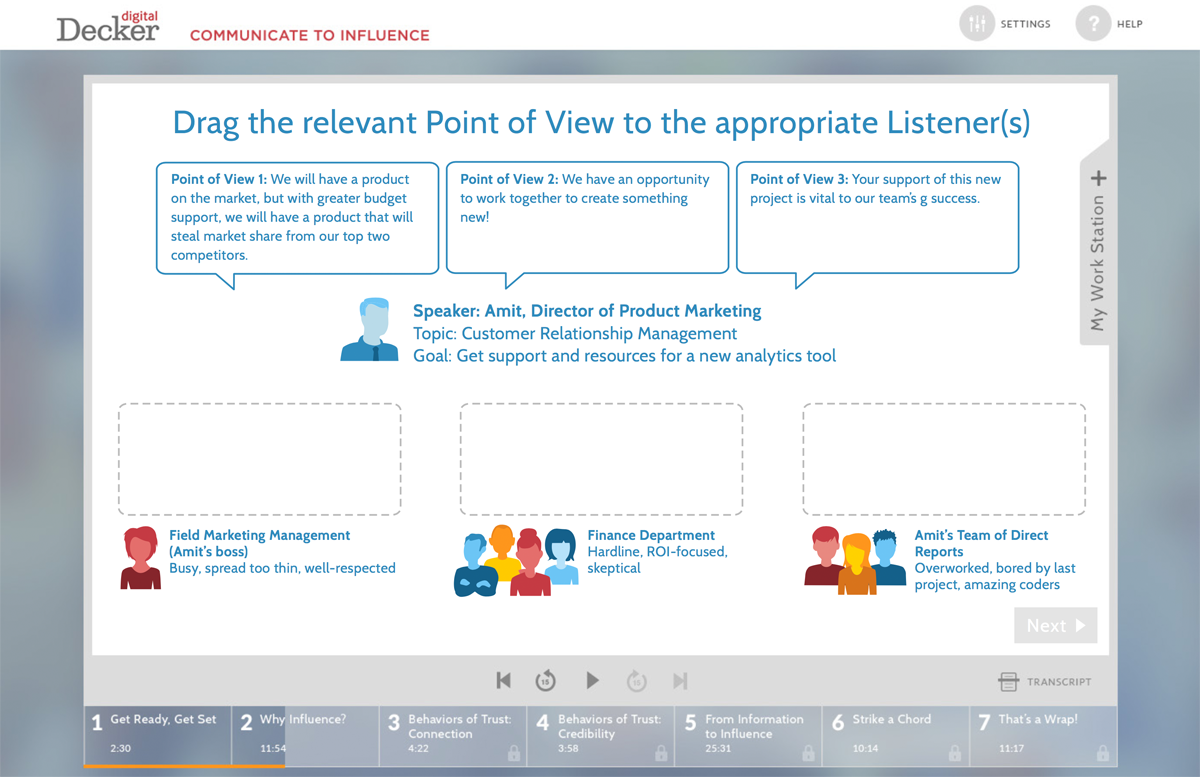 digital
Decker
COMMUNICATE TO INFLUENCE
SETTINGS
?
HELP
Drag the relevant Point of View to the appropriate Listener(s)
Point of View 1: We will have a product
on the market, but with greater budget
support, we will have a product that will
steal market share from our top two
competitors.
Point of View 2: We have an opportunity
to work together to create something
new!
Point of View 3: Your support of this new
project is vital to our team's g success.
My Work Station +
Speaker: Amit, Director of Product Marketing
Topic: Customer Relationship Management
Goal: Get support and resources for a new analytics tool
Field Marketing Management
(Amit's boss)
Busy, spread too thin, well-respected
Finance Department
Hardline, ROI-focused,
skeptical
Amit's Team of Direct
Reports
Overworked, bored by last
project, amazing coders
Next
15
15
TRANSCRIPT
1 Get Ready, Get Set
2:30
2 Why Influence?
11:54
3 Behaviors of Trust:
Connection
4:22
4 Behaviors of Trust:
Credibility
3:58
5 From Information
to Influence
25:31
6 Strike a Chord
10:14
7 That's a Wrap!
11:17